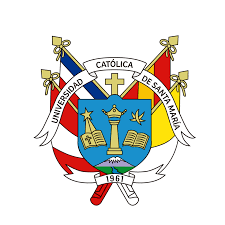 UNIVERSIDAD
CATÓLICA
DE SANTA MARÍA
1961